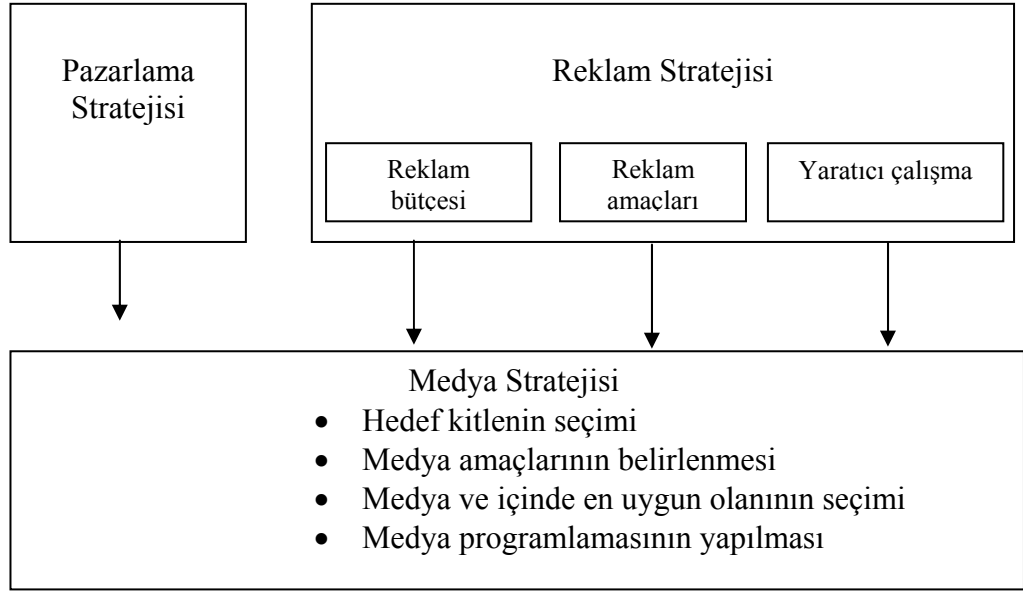 Pazarlama
Stratejisi
Reklam Stratejisi
Reklam
bütçesi
Reklam
amaçları
Yaratıcı çalışma
Medya Stratejisi
• Hedef kitlenin seçimi
• Medya amaçlarının belirlenmesi
• Medya ve içinde en uygun olanının seçimi
• Medya programlamasının yapılması